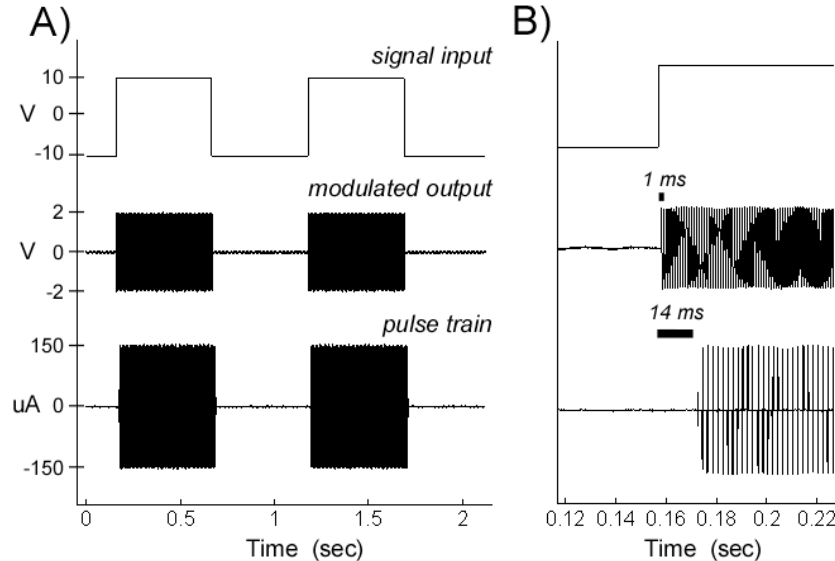 A)
signal input
10
V 0
-10
modulated output
2
V 0
-2
pulse train
150
uA 0
-150
0 0.5 1 1.5 2
Time (sec)
B)
1 ms
14 ms
0.12 0.14 0.16 0.18 0.2 0.22
Time (sec)